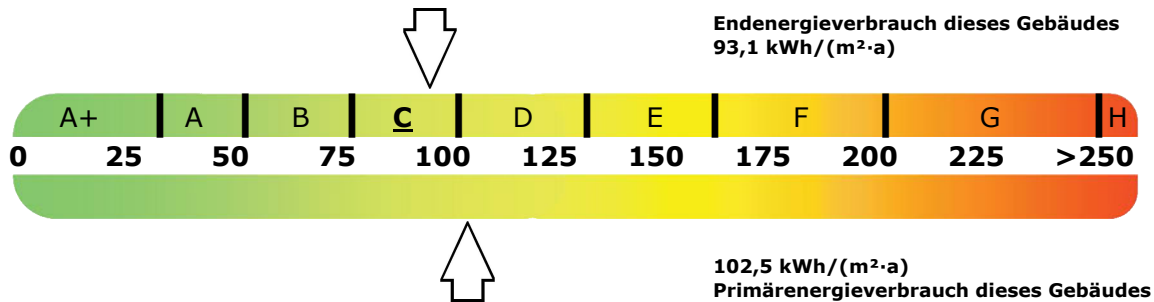 Endenergieverbrauch dieses Gebäudes
93,1 kWh/(m²·a)
A+ A B C D E F G H
0 25 50 75 100 125 150 175 200 225 >250
102,5 kWh/(m²·a)
Primärenergieverbrauch dieses Gebäudes